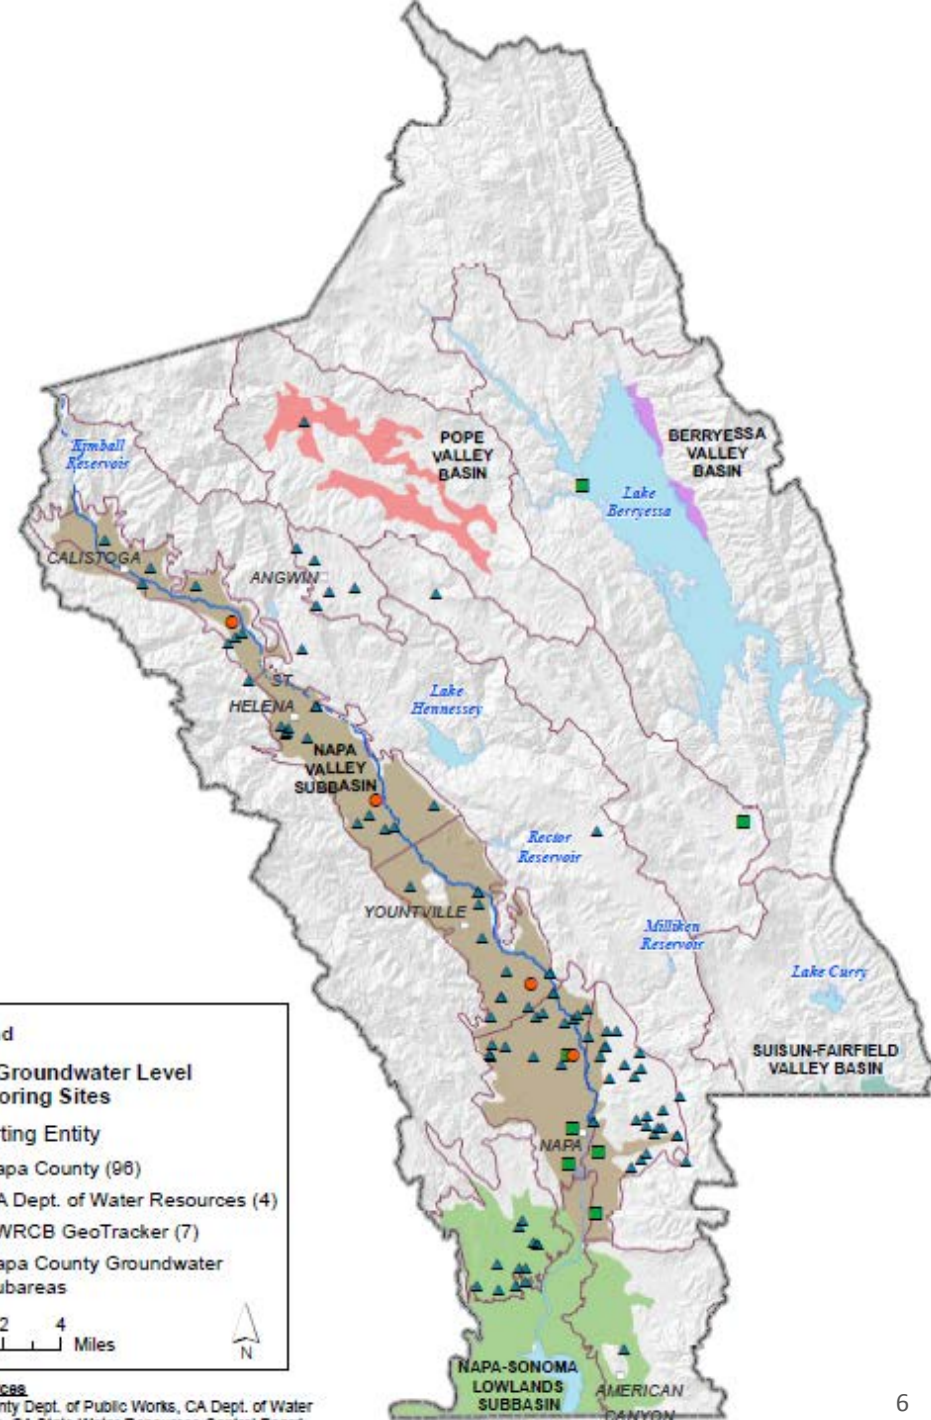 Kimball
Reservoir
POPE
VALLEY
BASIN
BERRYESSA
VALLEY
BASIN
Lake
Berryessa
CALISTOGA
ANGWIN
ST
HELENA
Lake
Hennessey
NAPA
VALLEY
SUBBASIN
Rector
Reservoir
YOUNTVILLE
Milliken
Reservoir
Lake Curry
SUISUN-FAIRFIELD
VALLEY BASIN
NAPA
NAPA-SONOMA
LOWLANDS
SUBBASIN
AMERICAN
CANYON
d
Groundwater Level
oring Sites
ting Entity
apa County (96)
A Dept. of Water Resources (4)
WRCB GeoTracker (7)
apa County Groundwater
ubareas
2 4
Miles
N
ces
nty Dept. of Public Works, CA Dept. of Water
6